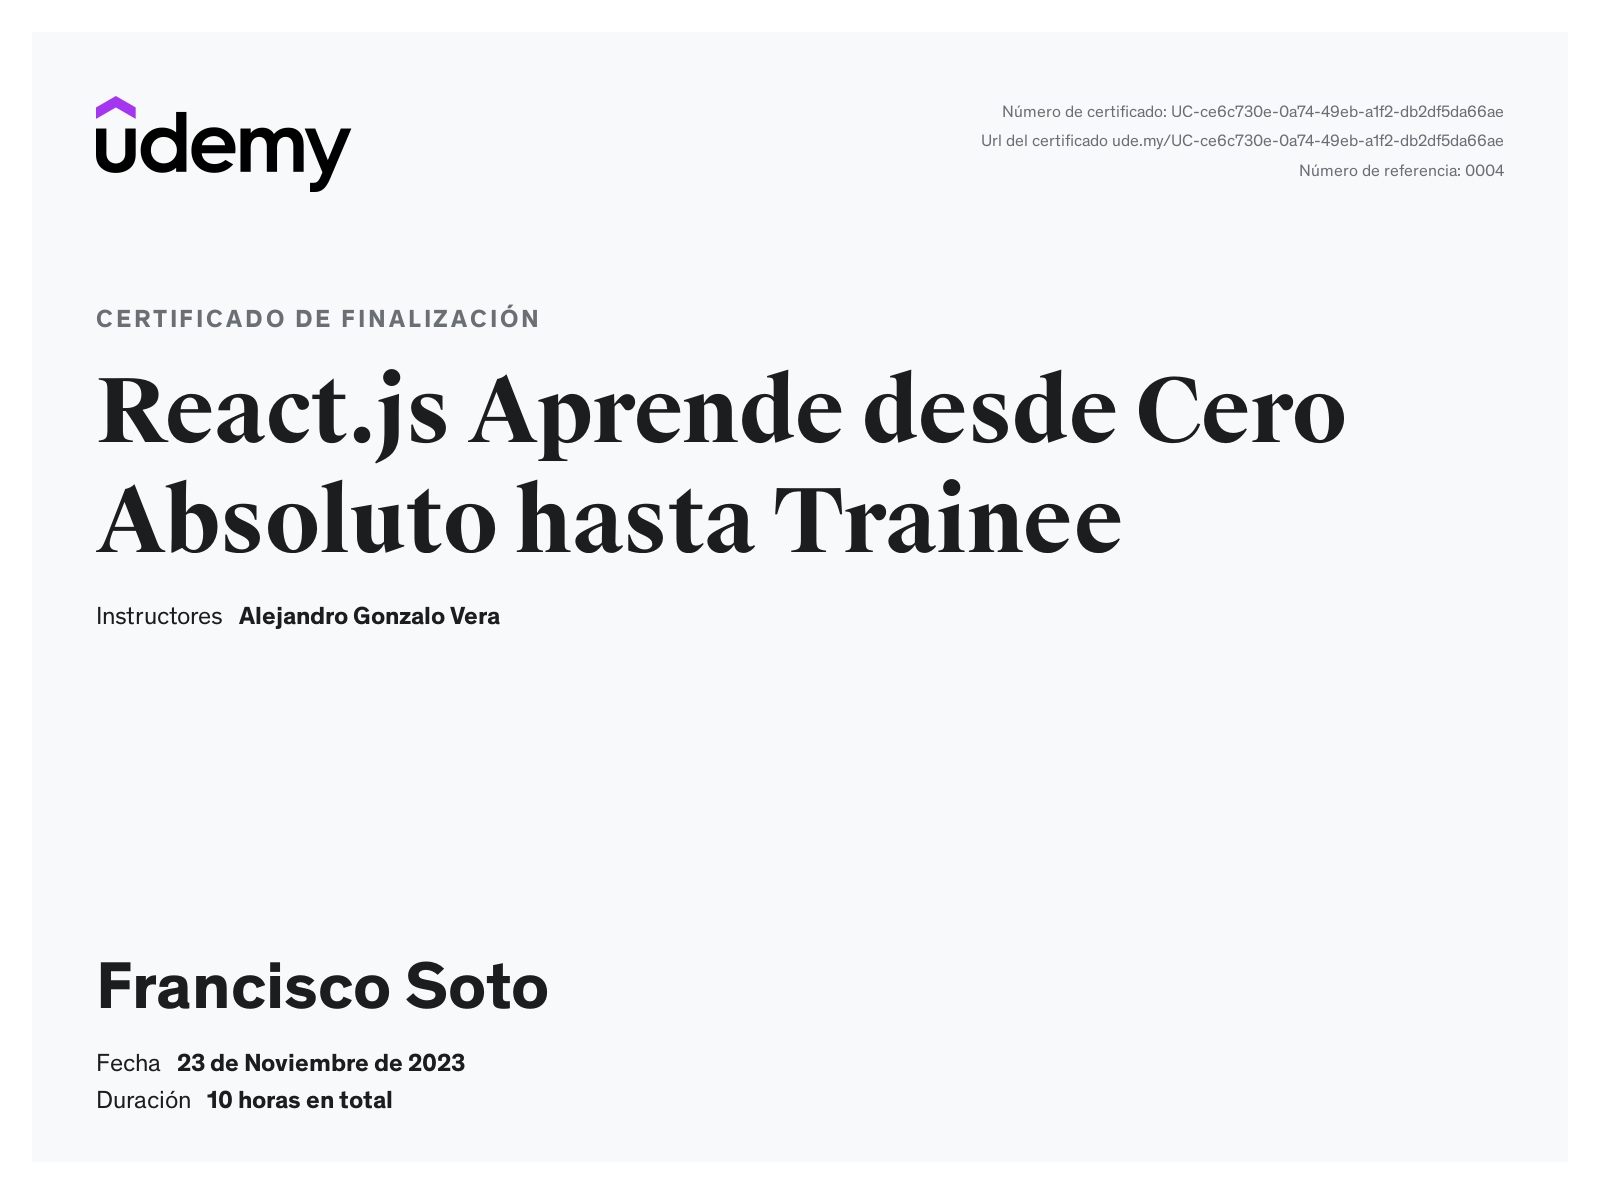 udemy
Número de certificado: UC-ce6c730e-0a74-49eb-a1f2-db2df5da66ae
Url del certificado ude.my/UC-ce6c730e-0a74-49eb-a1f2-db2df5da66ae
Número de referencia: 0004
CERTIFICADO DE FINALIZACIÓN
React.js Aprende desde Cero
Absoluto hasta Trainee
Instructores Alejandro Gonzalo Vera
Francisco Soto
Fecha 23 de Noviembre de 2023
Duración 10 horas en total